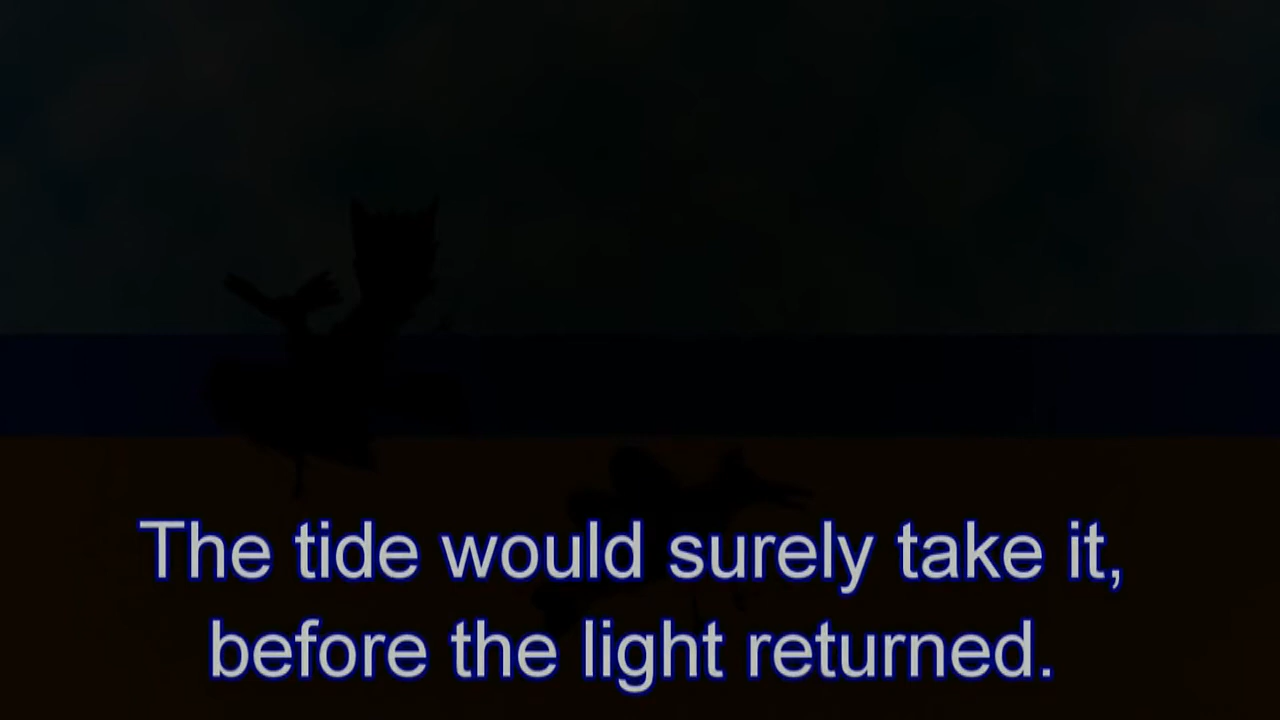 The tide would surely take it,
before the light returned.